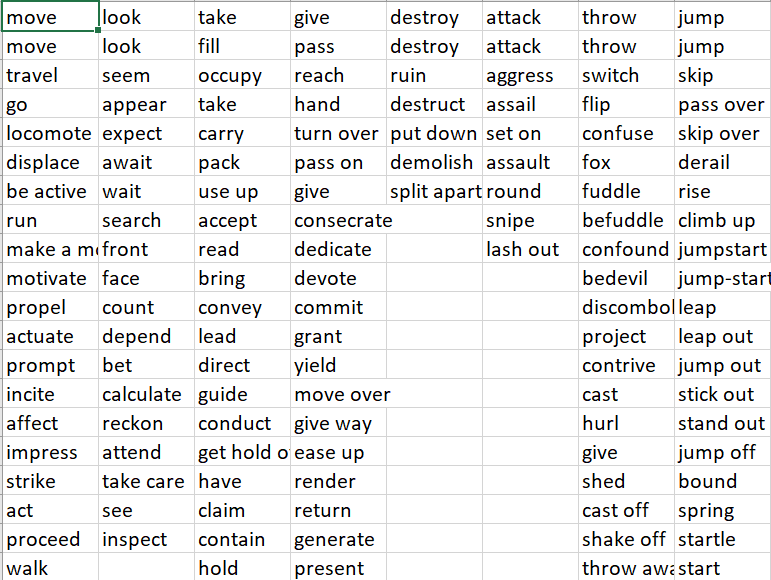 move look take give destroy attack throw jump
move look fill pass destroy attack throw jump
travel seem occupy reach ruin aggress switch skip
go appear take hand destruct assail flip pass over
locomote expect carry turn over put down set on confuse skip over
displace await pack pass on demolish assault fox derail
be active wait use up give split apart round fuddle rise
run search accept consecrate snipe befuddle climb up
make a m front read dedicate lash out confound jumpstart
motivate face bring devote bedevil jump-start
propel count convey commit discombo leap
actuate depend lead grant project leap out
prompt bet direct yield contrive jump out
incite calculate guide move over cast stick out
affect reckon conduct give way hurl stand out
impress attend get hold o ease up give jump off
strike take care have render shed bound
act see claim return cast off spring
proceed inspect contain generate shake off startle
walk hold present throw awa start